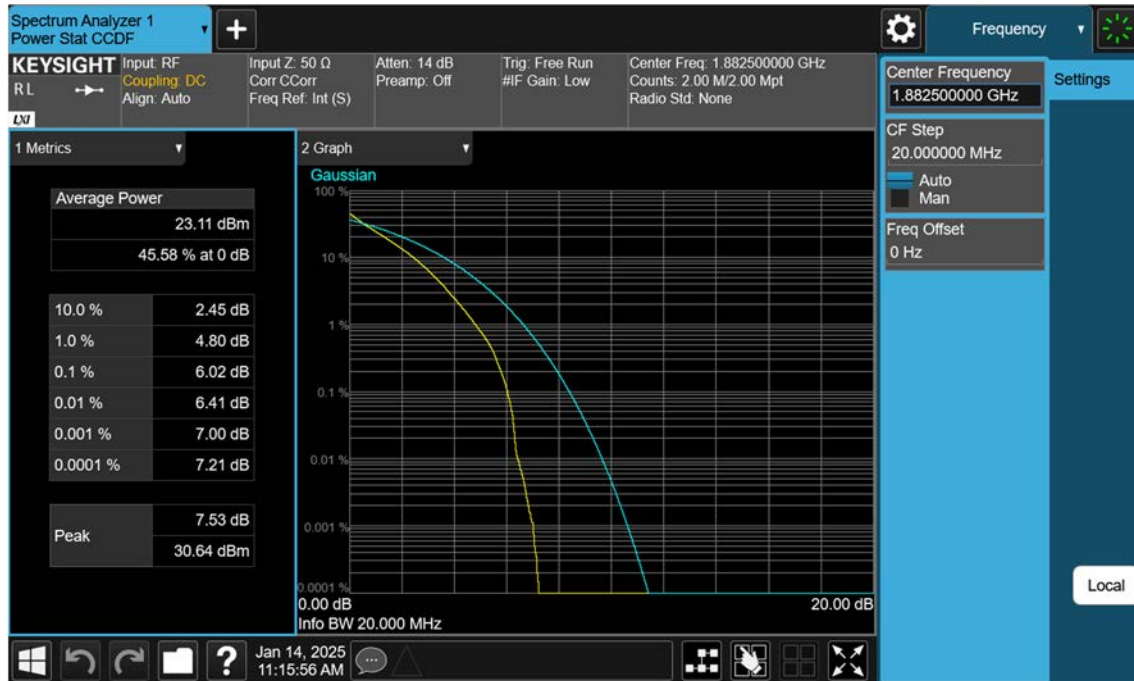 Spectrum Analyzer 1
Power Stat CCDF
Frequency
KEYSIGHT
R L
LXI
Input: RF
Coupling: DC
Align: Auto
Input Z: 50 Ω
Corr CCorr
Freq Ref: Int (S)
Atten: 14 dB
Preamp: Off
Trig: Free Run
#IF Gain: Low
Center Freq: 1.882500000 GHz
Counts: 2.00 M/2.00 Mpt
Radio Std: None
Center Frequency
1.882500000 GHz
Settings
CF Step
20.000000 MHz
Auto
Man
Freq Offset
0 Hz
1 Metrics
Average Power
23.11 dBm
45.58 % at 0 dB
10.0 % 2.45 dB
1.0 % 4.80 dB
0.1 % 6.02 dB
0.01 % 6.41 dB
0.001 % 7.00 dB
0.0001 % 7.21 dB
Peak
7.53 dB
30.64 dBm
2 Graph
Gaussian
100 %
10 %
1 %
0.1 %
0.01 %
0.001 %
0.0001 %
0.00 dB 20.00 dB
Info BW 20.000 MHz
Local
?
Jan 14, 2025
11:15:56 AM